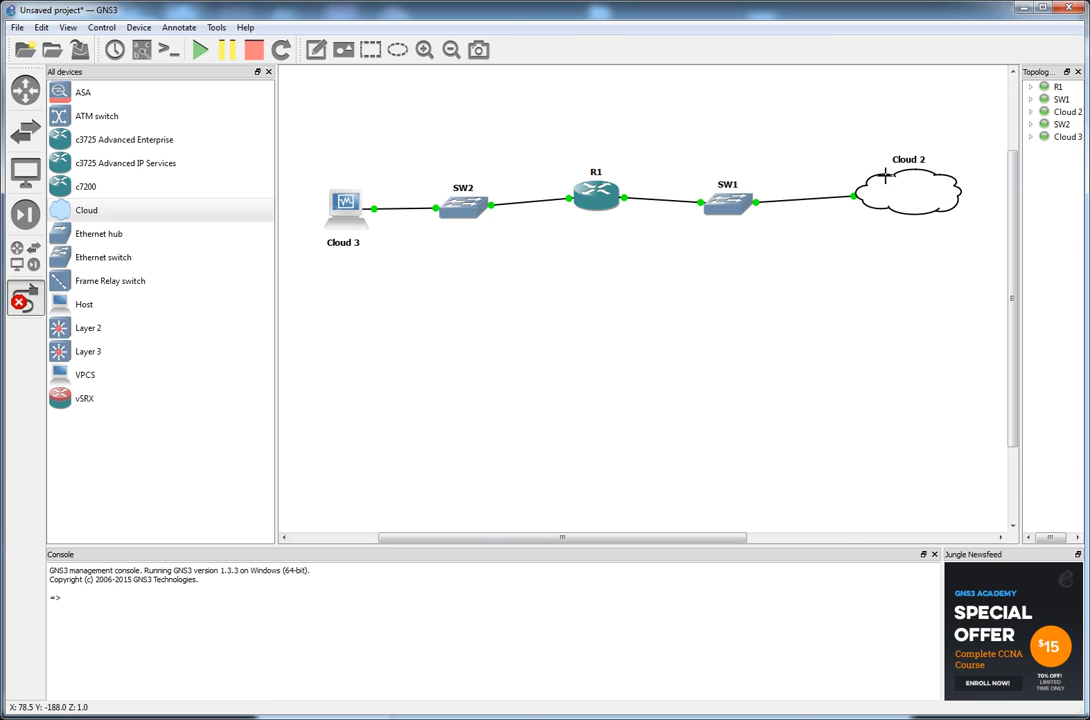 Unsaved project* — GNS3
File Edit View Control Device Annotate Tools Help
All devices
ASA
ATM switch
c3725 Advanced Enterprise
c3725 Advanced IP Services
c7200
Cloud
Ethernet hub
Ethernet switch
Frame Relay switch
Host
Layer 2
Layer 3
VPCS
vSRX
Cloud 3
SW2
R1
SW1
Cloud 2
Topolog...
R1
SW1
Cloud 2
SW2
Cloud 3
Console
GNS3 management console. Running GNS3 version 1.3.3 on Windows (64-bit).
Copyright (c) 2006-2015 GNS3 Technologies.
=>
Jungle Newsfeed
GNS3 ACADEMY
SPECIAL
OFFER
Complete CCNA
Course
$15
ENROLL NOW!
70% OFF!
LIMITED
TIME ONLY
X: 78.5 Y: -188.0 Z: 1.0